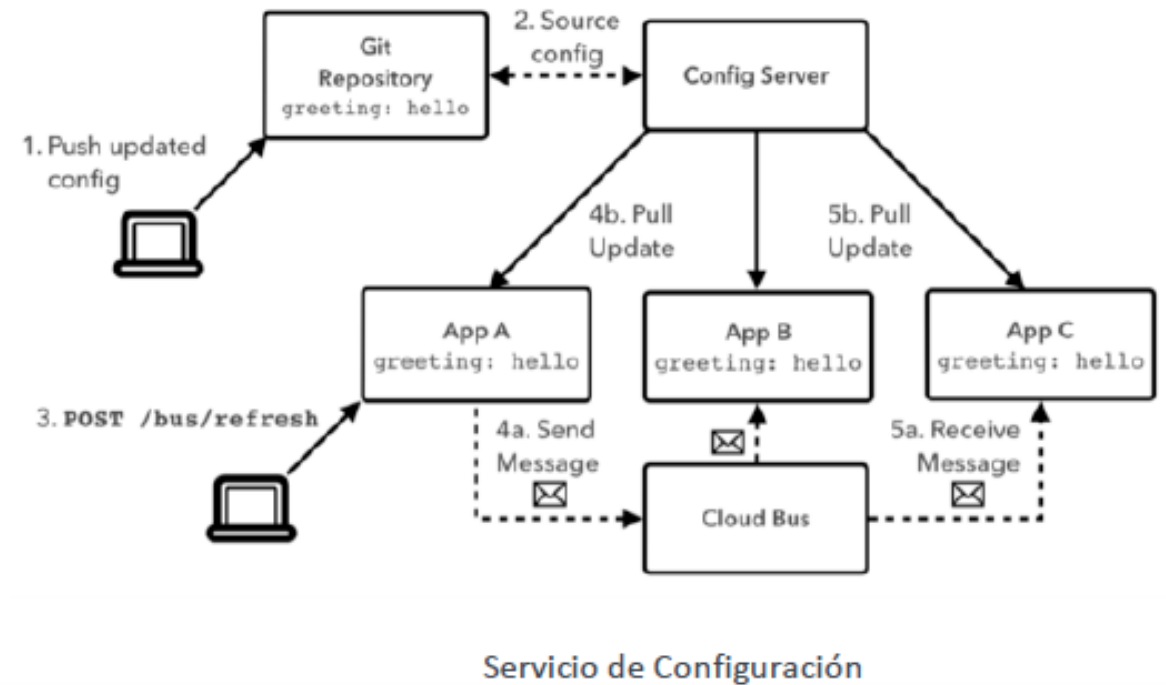 Git
Repository
greeting: hello
2. Source
config
Config Server
1. Push updated
config
4b. Pull
Update
5b. Pull
Update
App A
greeting: hello
App B
greeting: hello
App C
greeting: hello
3. POST /bus/refresh
4a. Send
Message
5a. Receive
Message
Cloud Bus
Servicio de Configuración